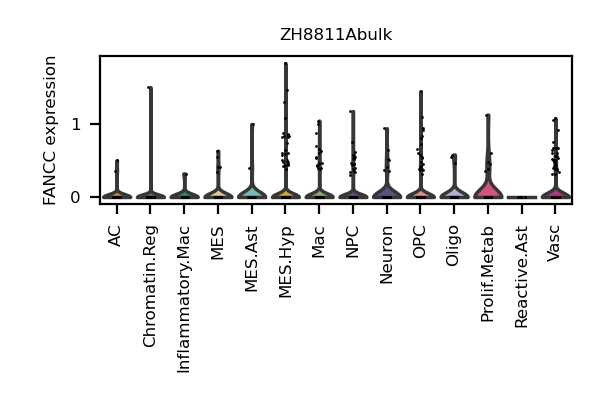 ZH8811Abulk
FANCC expression
1
0
AC
Chromatin.Reg
Inflammatory.Mac
MES
MES.Ast
MES.Hyp
Mac
NPC
Neuron
OPC
Oligo
Prolif.Metab
Reactive.Ast
Vasc